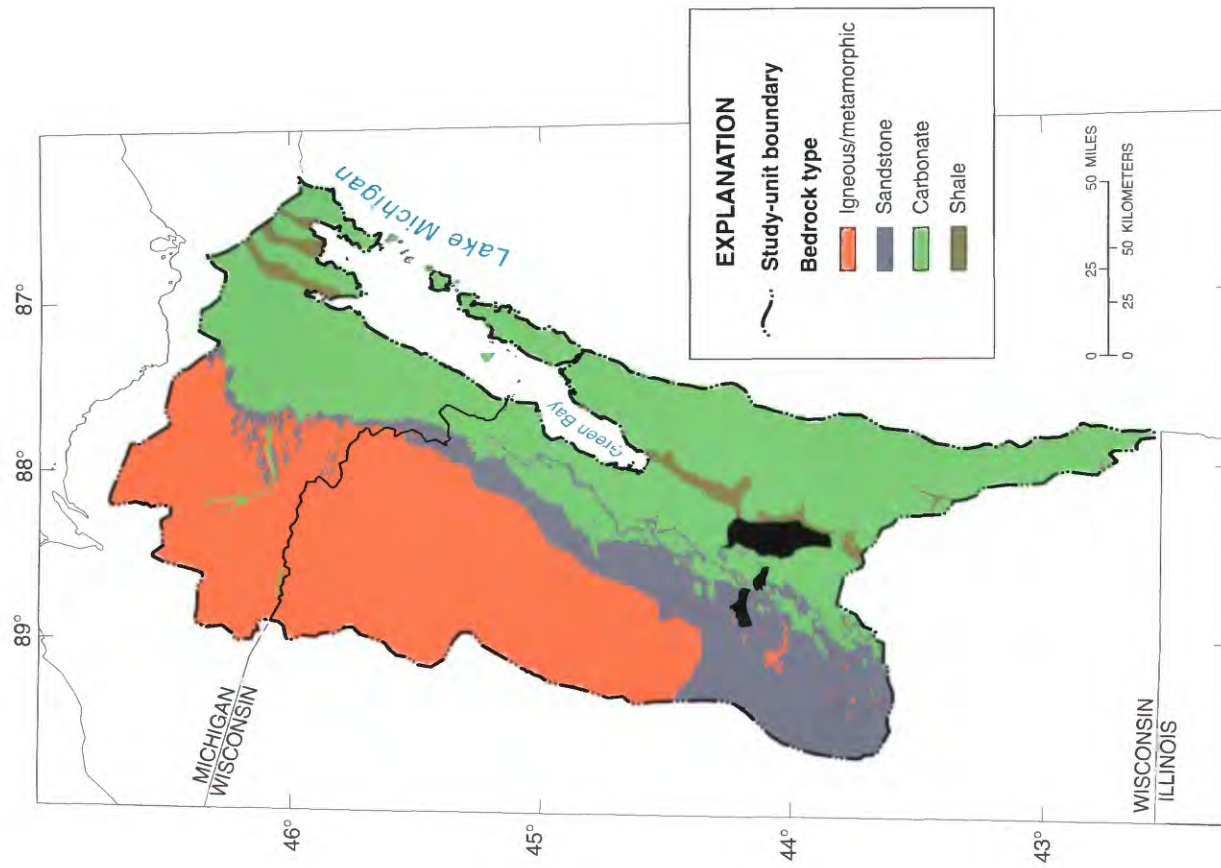 89°
88°
87°
46°
45°
44°
43°
MICHIGAN
WISCONSIN
Lake Michigan
Green Bay
WISCONSIN
ILLINOIS
EXPLANATION
Study-unit boundary
Bedrock type
Igneous/metamorphic
Sandstone
Carbonate
Shale
0 25 50 MILES
0 25 50 KILOMETERS